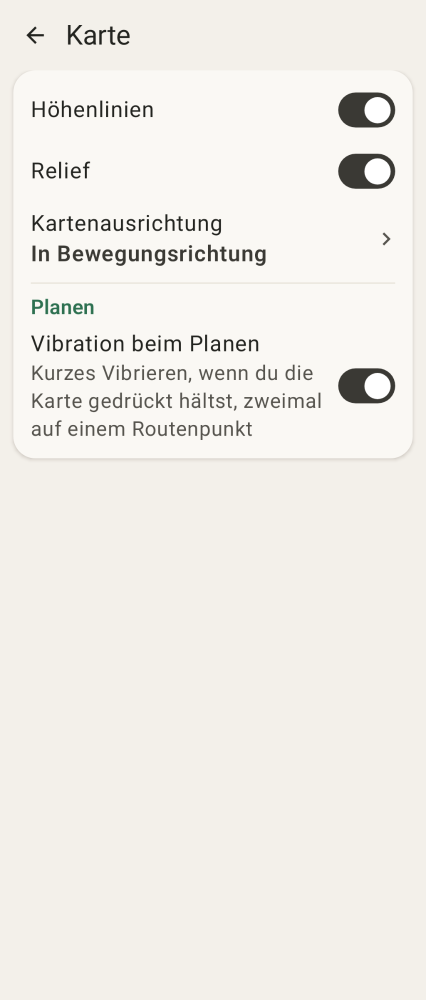 Karte
Höhenlinien
Relief
Kartenausrichtung
In Bewegungsrichtung
Planen
Vibration beim Planen
Kurzes Vibrieren, wenn du die
Karte gedrückt hältst, zweimal
auf einem Routenpunkt